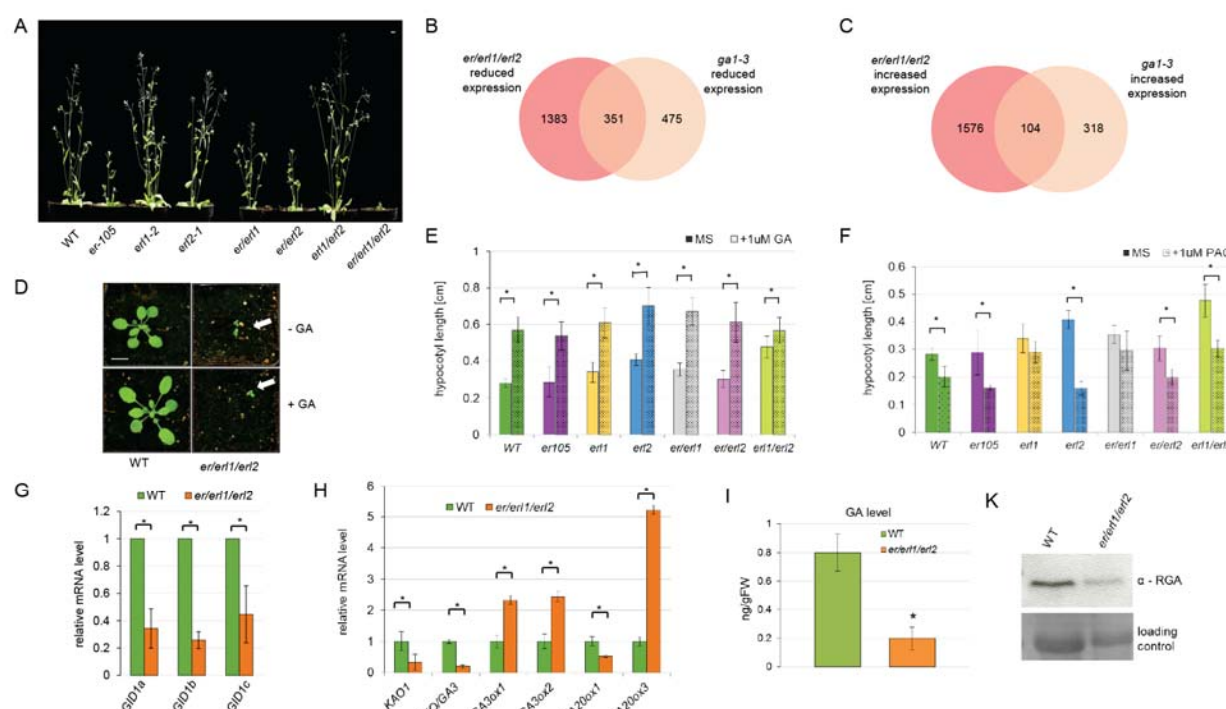 A
WT
er-105
erl1-2
erl2-1
er/erl1
er/erl2
erl1/erl2
er/erl1/erl2
B
er/erl1/erl2
reduced
expression
ga1-3
reduced
expression
1383
351
475
C
er/erl1/erl2
increased
expression
ga1-3
increased
expression
1576
104
318
D
- GA
+ GA
WT
er/erl1/erl2
E
MS
+1uM GA
hypocotyl length [cm]
1
0.8
0.6
0.4
0.2
0
* * * * * * *
WT
er105
erl1
erl2
er/erl1
er/erl2
erl1/erl2
F
MS
+1uM PAC
hypocotyl length [cm]
0.6
0.5
0.4
0.3
0.2
0.1
0
* * * * *
WT
er105
erl1
erl2
er/erl1
er/erl2
erl1/erl
G
WT
er/erl1/erl2
relative mRNA level
1.2
1
0.8
0.6
0.4
0.2
0
* * *
GID1a
GID1b
GID1c
H
WT
er/erl1/erl2
relative mRNA level
6
5
4
3
2
1
0
* * * * * *
KAO1
O/GA3
A3ox1
A3ox2
A20ox1
A20ox3
I
GA level
WT
er/erl1/erl2
ng/gFW
1
0.8
0.6
0.4
0.2
0
*
K
WT
er/erl1/erl2
α - RGA
loading
control